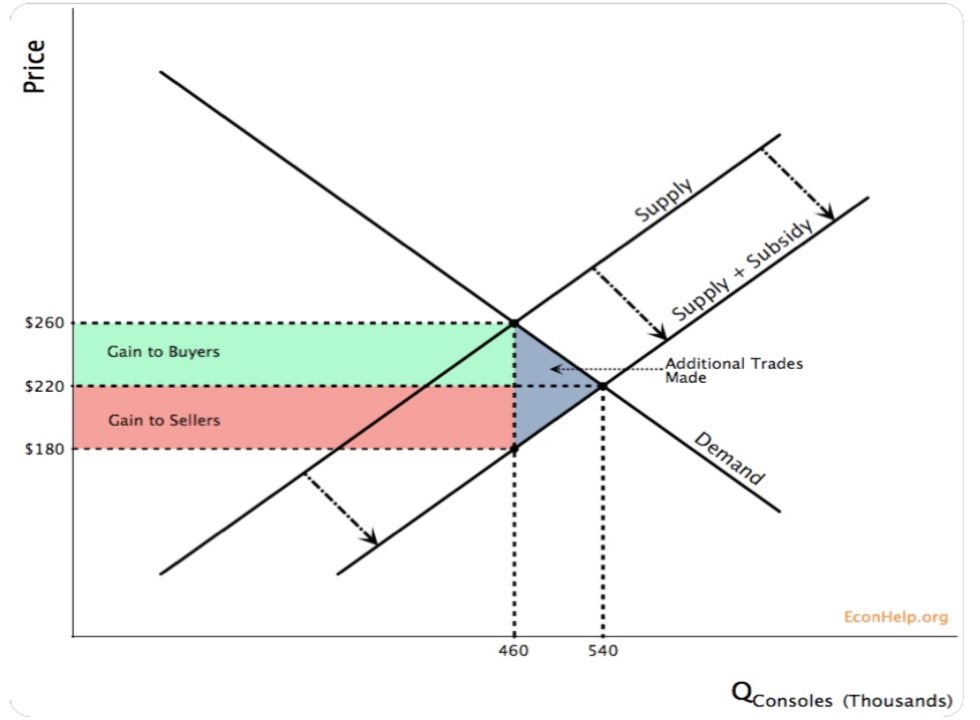 Price
Supply
Supply + Subsidy
$260
Gain to Buyers
Additional Trades
Made
$220
Gain to Sellers
$180
Demand
EconHelp.org
460
540
QConsoles (Thousands)